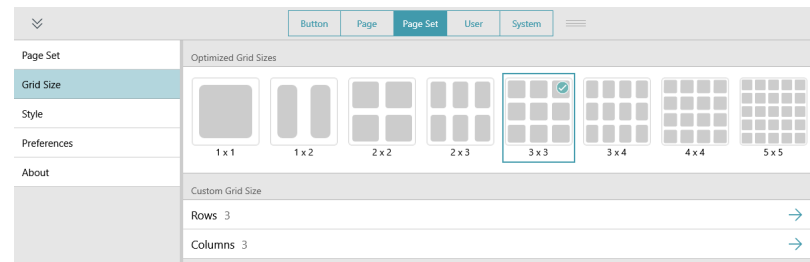 Button Page Page Set User System
Page Set
Grid Size
Style
Preferences
About
Optimized Grid Sizes
1 x 1 1 x 2 2 x 2 2 x 3 3 x 3 3 x 4 4 x 4 5 x 5
Custom Grid Size
Rows 3
Columns 3